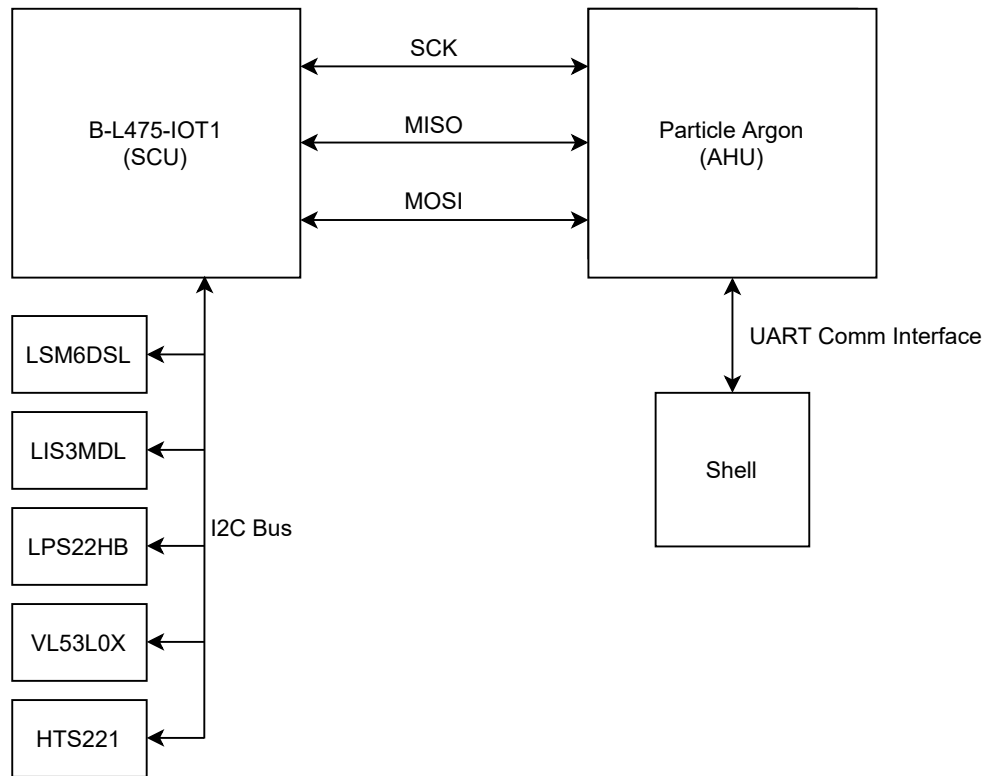 SCK
B-L475-IOT1
(SCU)
MISO
Particle Argon
(AHU)
MOSI
LSM6DSL
UART Comm Interface
LIS3MDL
Shell
I2C Bus
LPS22HB
VL53L0X
HTS221